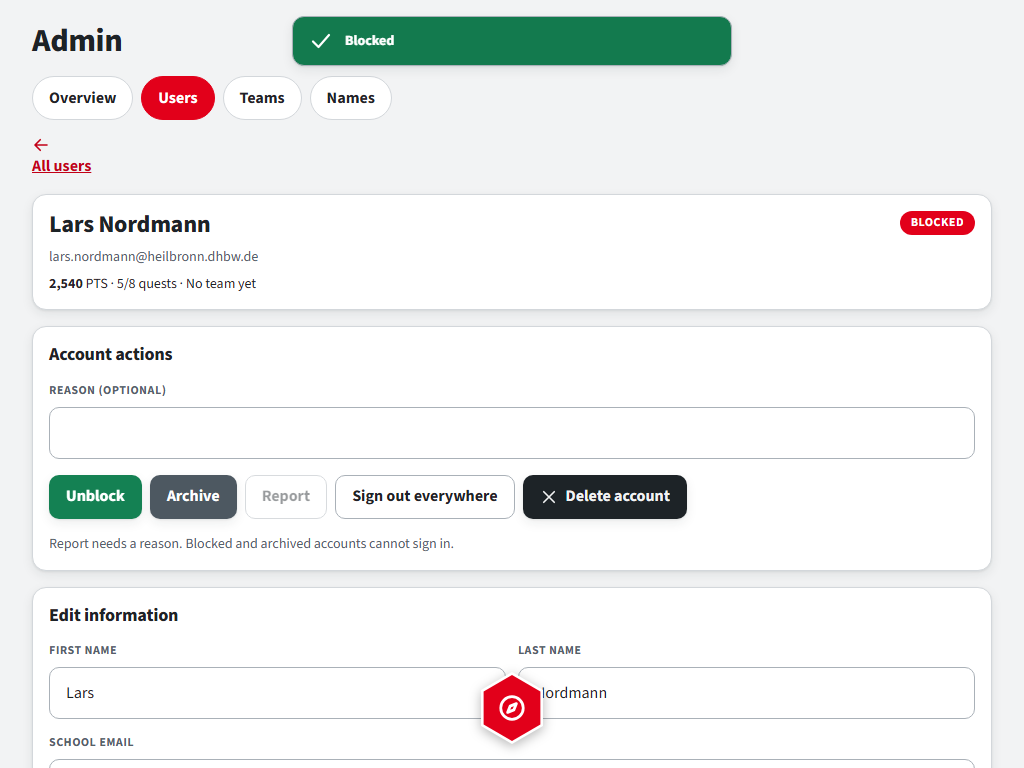 Admin
Blocked
Overview
Users
Teams
Names
All users
Lars Nordmann
BLOCKED
lars.nordmann@heilbronn.dhbw.de
2,540 PTS · 5/8 quests · No team yet
Account actions
REASON (OPTIONAL)
Unblock
Archive
Report
Sign out everywhere
Delete account
Report needs a reason. Blocked and archived accounts cannot sign in.
Edit information
FIRST NAME
LAST NAME
Lars
Nordmann
SCHOOL EMAIL